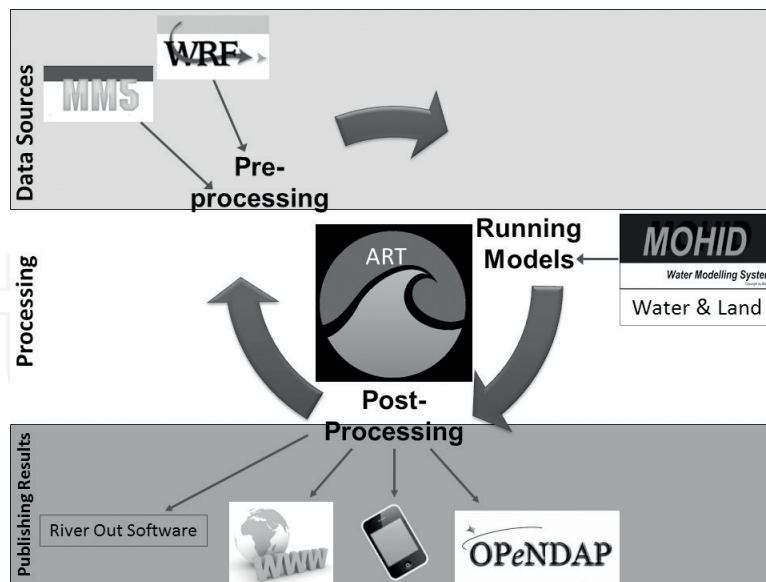 Data Sources
MM5
WRF
Pre-
processing
Processing
ART
Running
Models
MOHID
Water Modelling System
Water & Land
Post-
Processing
Publishing Results
River Out Software
WWW
OPeNDAP